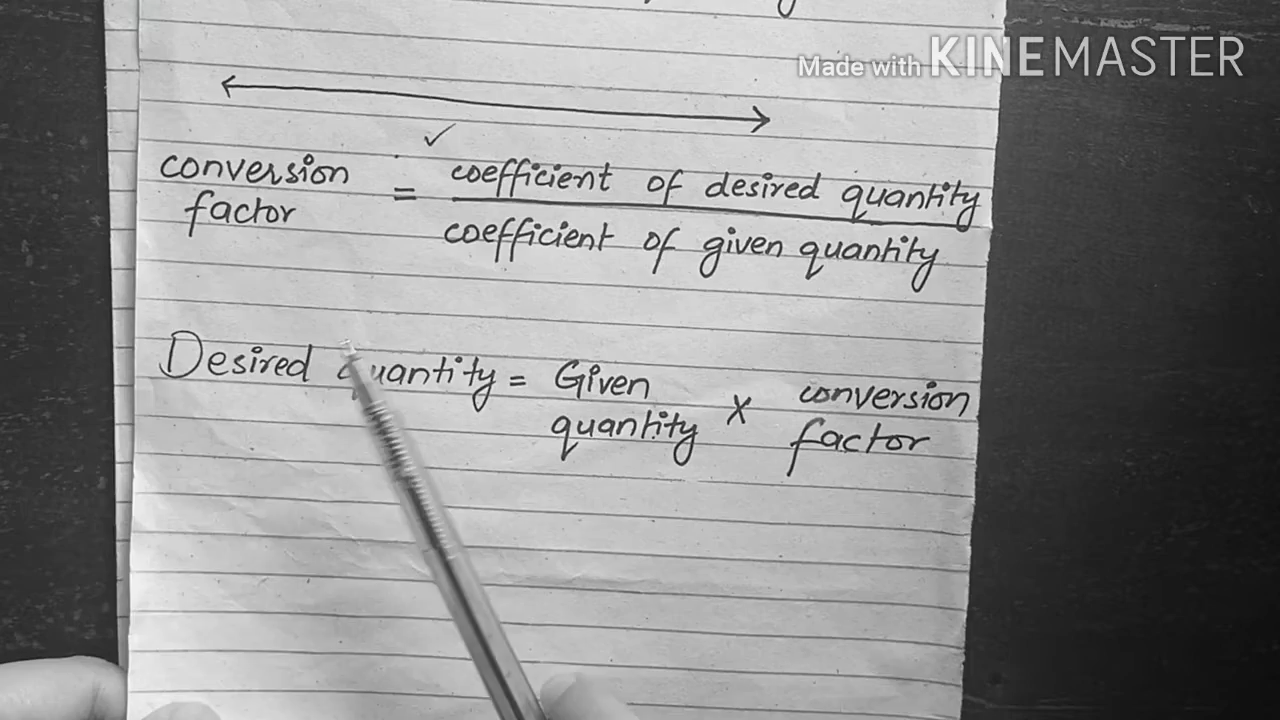 Made with KINEMASTER
conversion factor = coefficient of desired quantity
coefficient of given quantity
Desired quantity = Given quantity X conversion factor